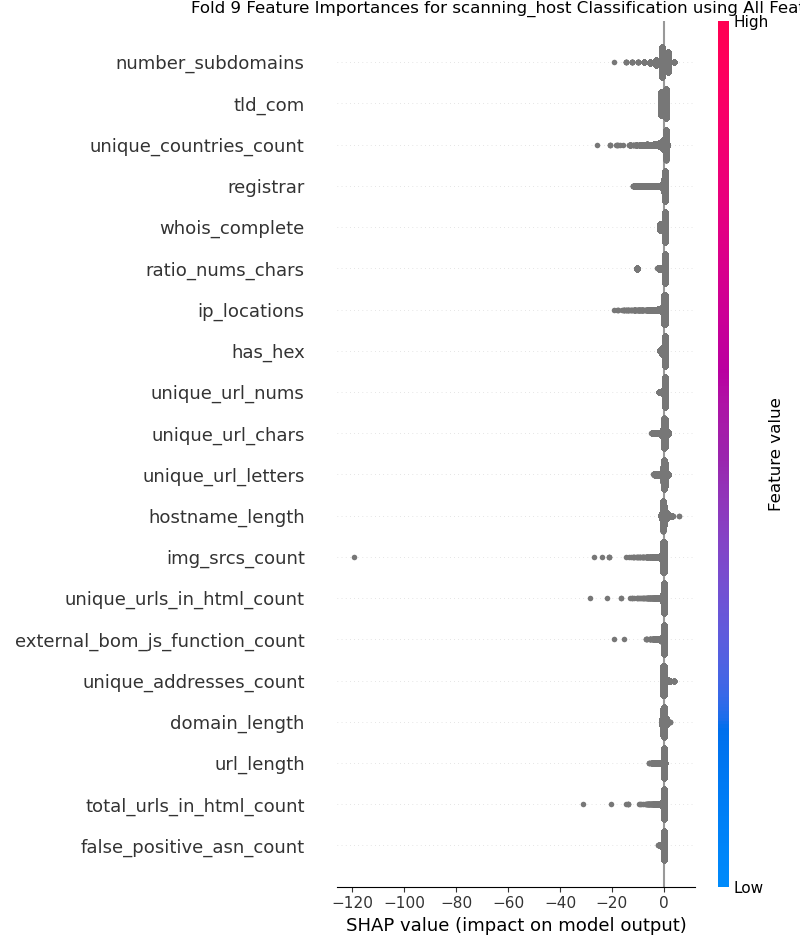 Fold 9 Feature Importances for scanning_host Classification using All Fea
High
number_subdomains
tld_com
unique_countries_count
registrar
whois_complete
ratio_nums_chars
ip_locations
has_hex
unique_url_nums
unique_url_chars
unique_url_letters
hostname_length
img_srcs_count
unique_urls_in_html_count
external_bom_js_function_count
unique_addresses_count
domain_length
url_length
total_urls_in_html_count
false_positive_asn_count
Feature value
Low
−120 −100 −80 −60 −40 −20 0
SHAP value (impact on model output)